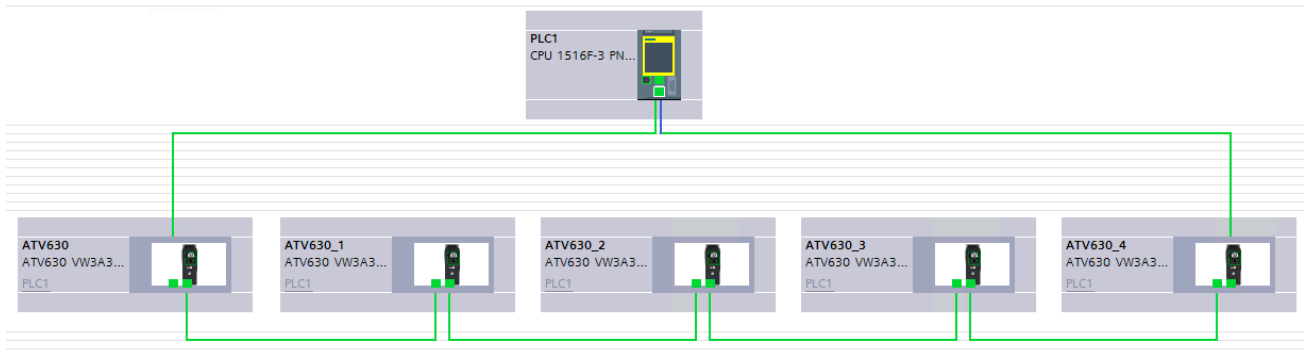 PLC1
CPU 1516F-3 PN...
ATV630
ATV630 VW3A3...
PLC1
ATV630_1
ATV630 VW3A3...
PLC1
ATV630_2
ATV630 VW3A3...
PLC1
ATV630_3
ATV630 VW3A3...
PLC1
ATV630_4
ATV630 VW3A3...
PLC1